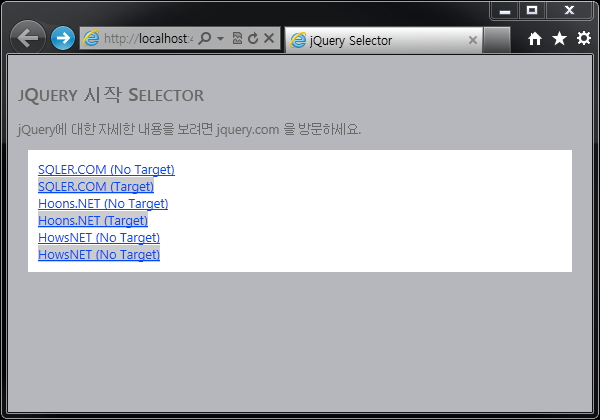 http://localhost:4
jQuery Selector
JQUERY 시작 SELECTOR
jQuery에 대한 자세한 내용을 보려면 jquery.com 을 방문하세요.
SQLER.COM (No Target)
SQLER.COM (Target)
Hoons.NET (No Target)
Hoons.NET (Target)
HowsNET (No Target)
HowsNET (No Target)